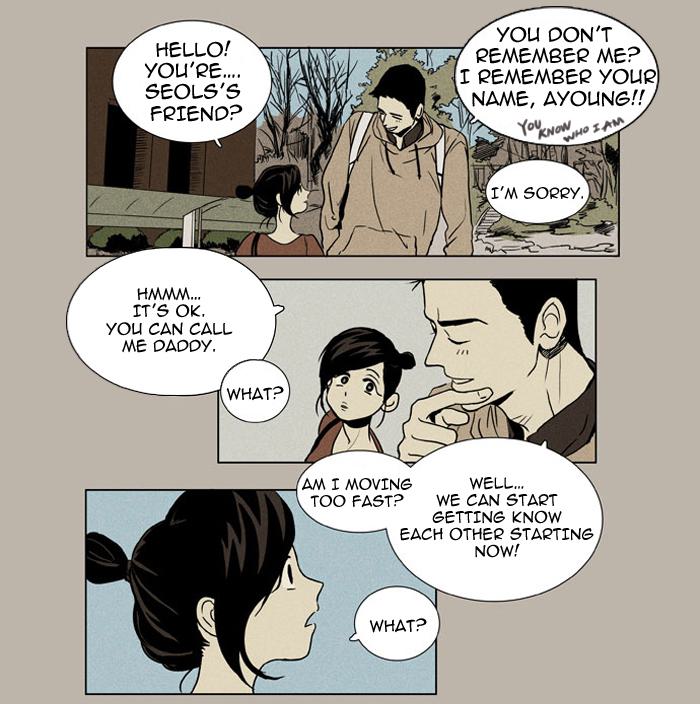 HELLO!
YOU'RE....
SEOLS'S
FRIEND?
YOU DON'T
REMEMBER ME?
I REMEMBER YOUR
NAME, AYOUNG!!
YOU
KNOW
WHO I AM
I'M SORRY.
HMMM...
IT'S OK.
YOU CAN CALL
ME DADDY.
WHAT?
AM I MOVING
TOO FAST?
WELL...
WE CAN START
GETTING KNOW
EACH OTHER STARTING
NOW!
WHAT?